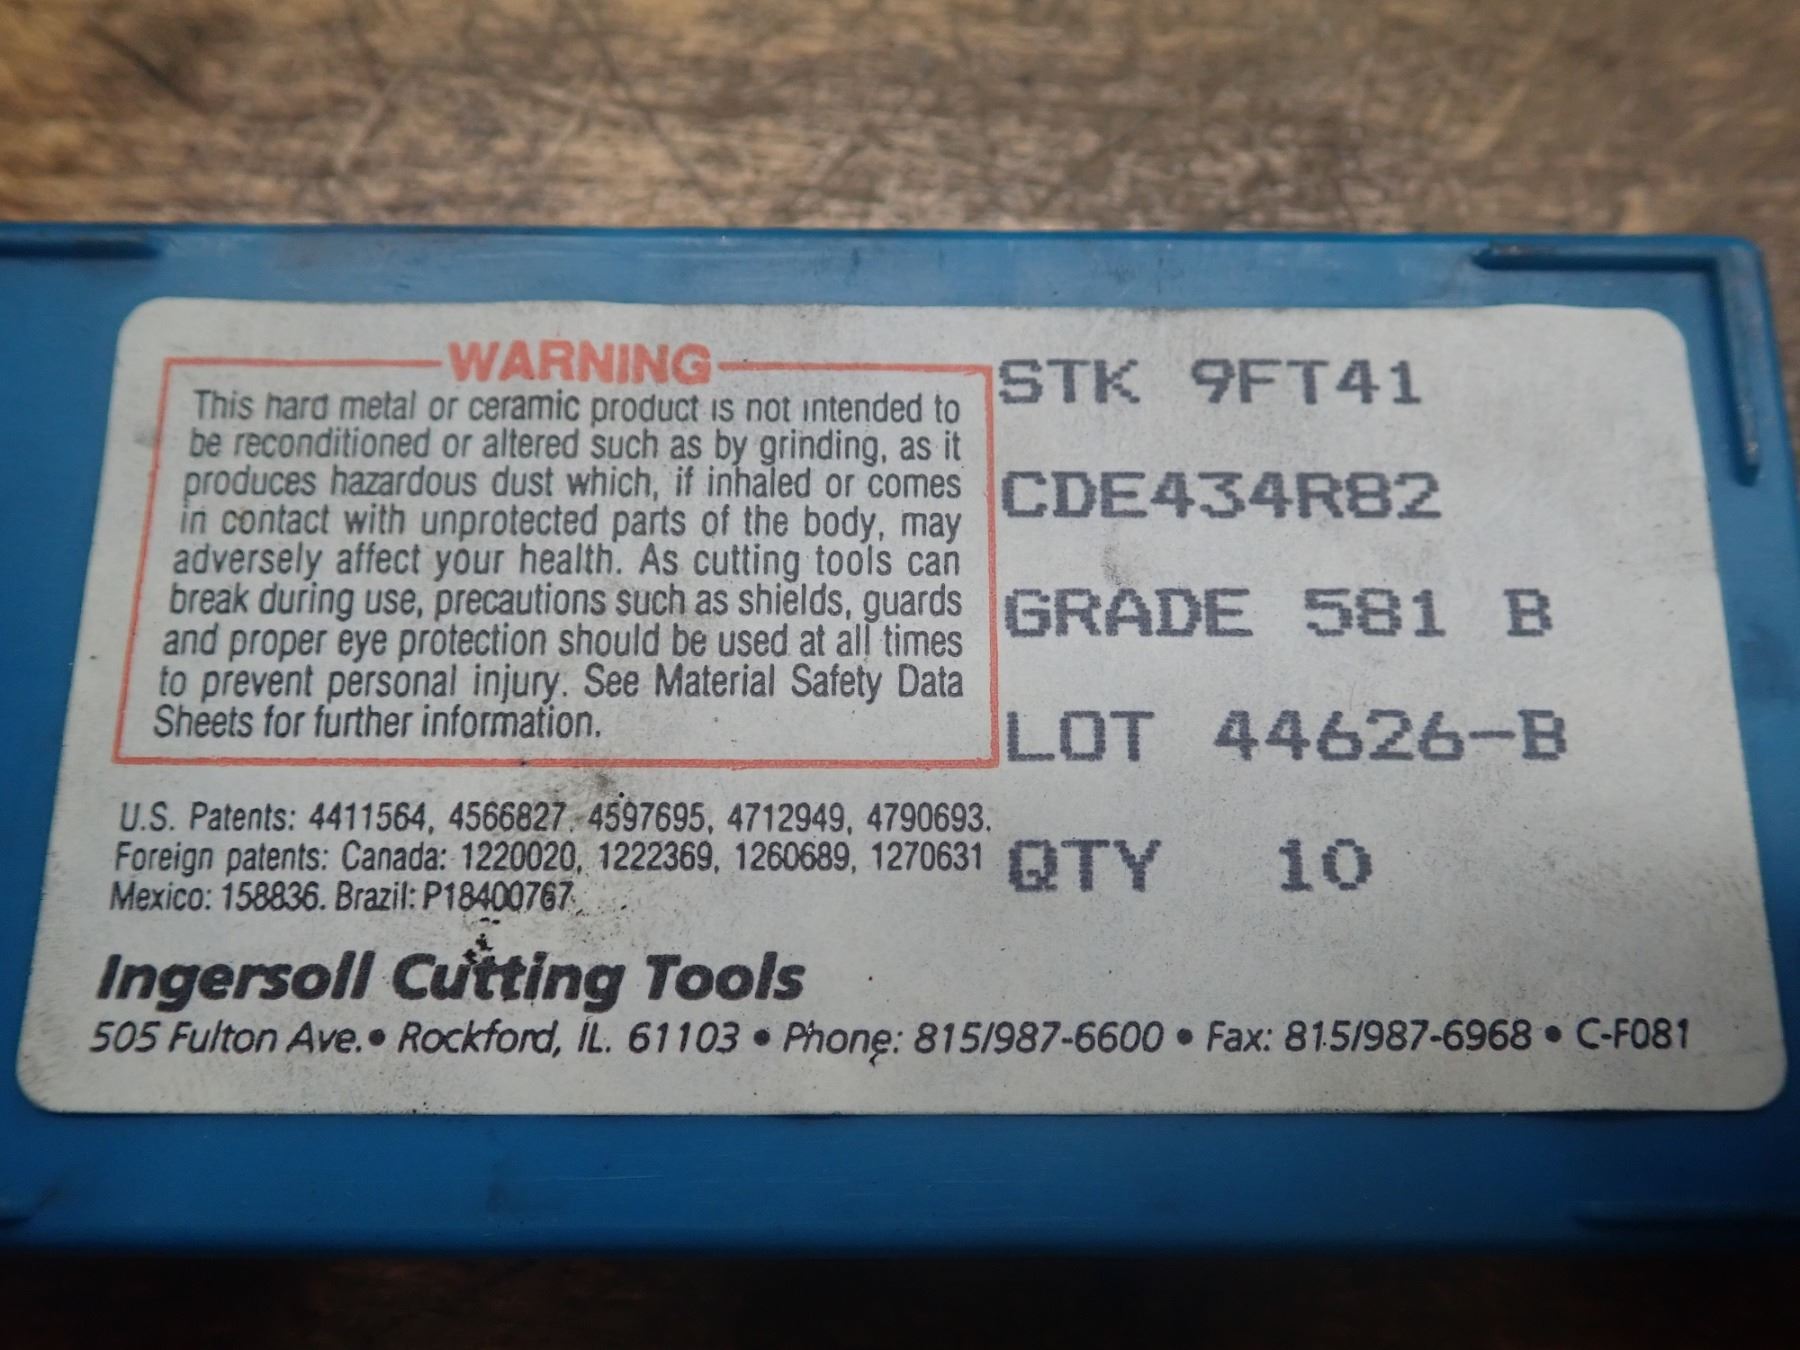 WARNING
This hard metal or ceramic product is not intended to
be reconditioned or altered such as by grinding, as it
produces hazardous dust which, if inhaled or comes
in contact with unprotected parts of the body, may
adversely affect your health. As cutting tools can
break during use, precautions such as shields, guards
and proper eye protection should be used at all times
to prevent personal injury. See Material Safety Data
Sheets for further information.
U.S. Patents: 4411564, 4566827, 4597695, 4712949, 4790693.
Foreign patents: Canada: 1220020, 1222369, 1260689, 1270631
Mexico: 158836. Brazil: P18400767
STK 9FT41
CDE434R82
GRADE 581 B
LOT 44626-B
QTY 10
Ingersoll Cutting Tools
505 Fulton Ave. • Rockford, IL. 61103 • Phone: 815/987-6600 • Fax: 815/987-6968 • C-F081